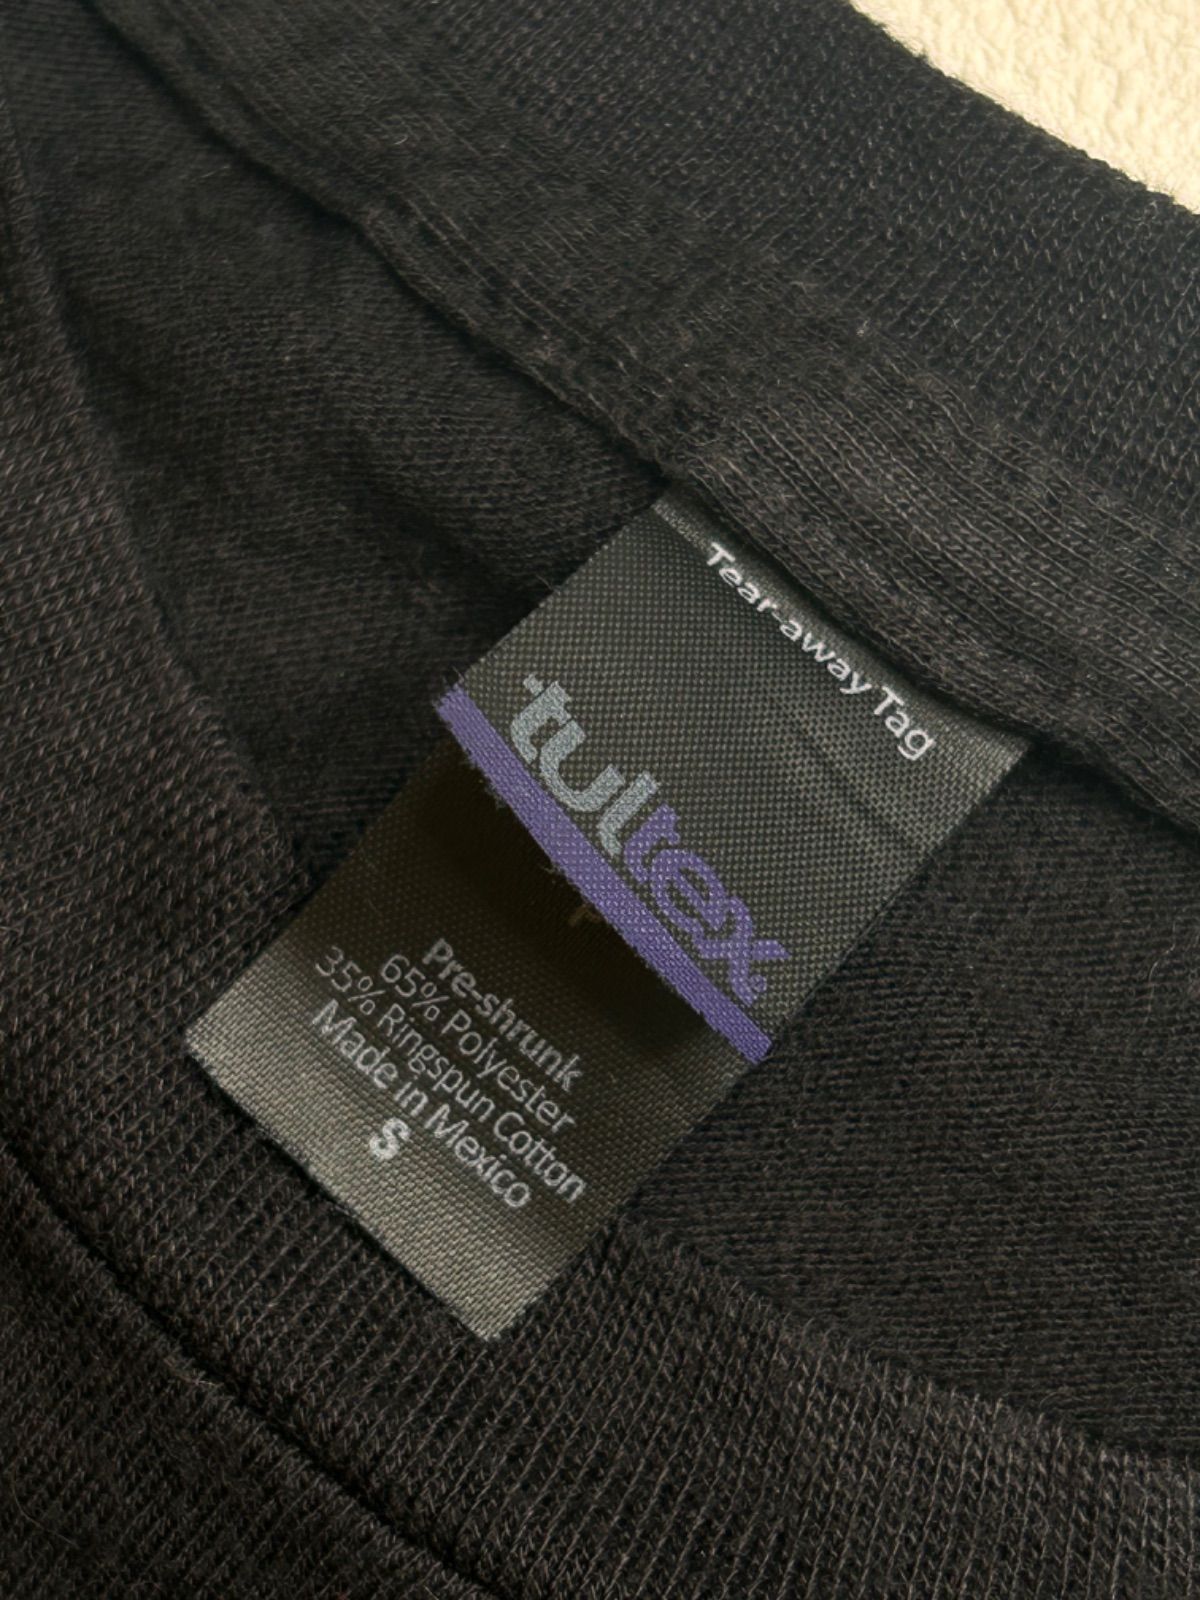 Tear-away Tag
tultex
Pre-shrunk
65% Polyester
35% Ringspun Cotton
Made in Mexico
S